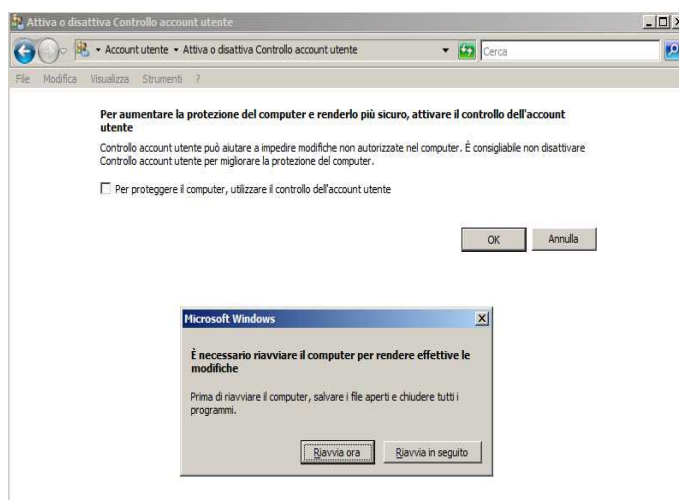 Attiva o disattiva Controllo account utente
Account utente Attiva o disattiva Controllo account utente Cerca
File Modifica Visualizza Strumenti ?
Per aumentare la protezione del computer e renderlo più sicuro, attivare il controllo dell'account
utente
Controllo account utente può aiutare a impedire modifiche non autorizzate nel computer. È consigliabile non disattivare
Controllo account utente per migliorare la protezione del computer.
Per proteggere il computer, utilizzare il controllo dell'account utente
OK Annulla
Microsoft Windows
È necessario riavviare il computer per rendere effettive le
modifiche
Prima di riavviare il computer, salvare i file aperti e chiudere tutti i
programmi.
Riavvia ora Riavvia in seguito